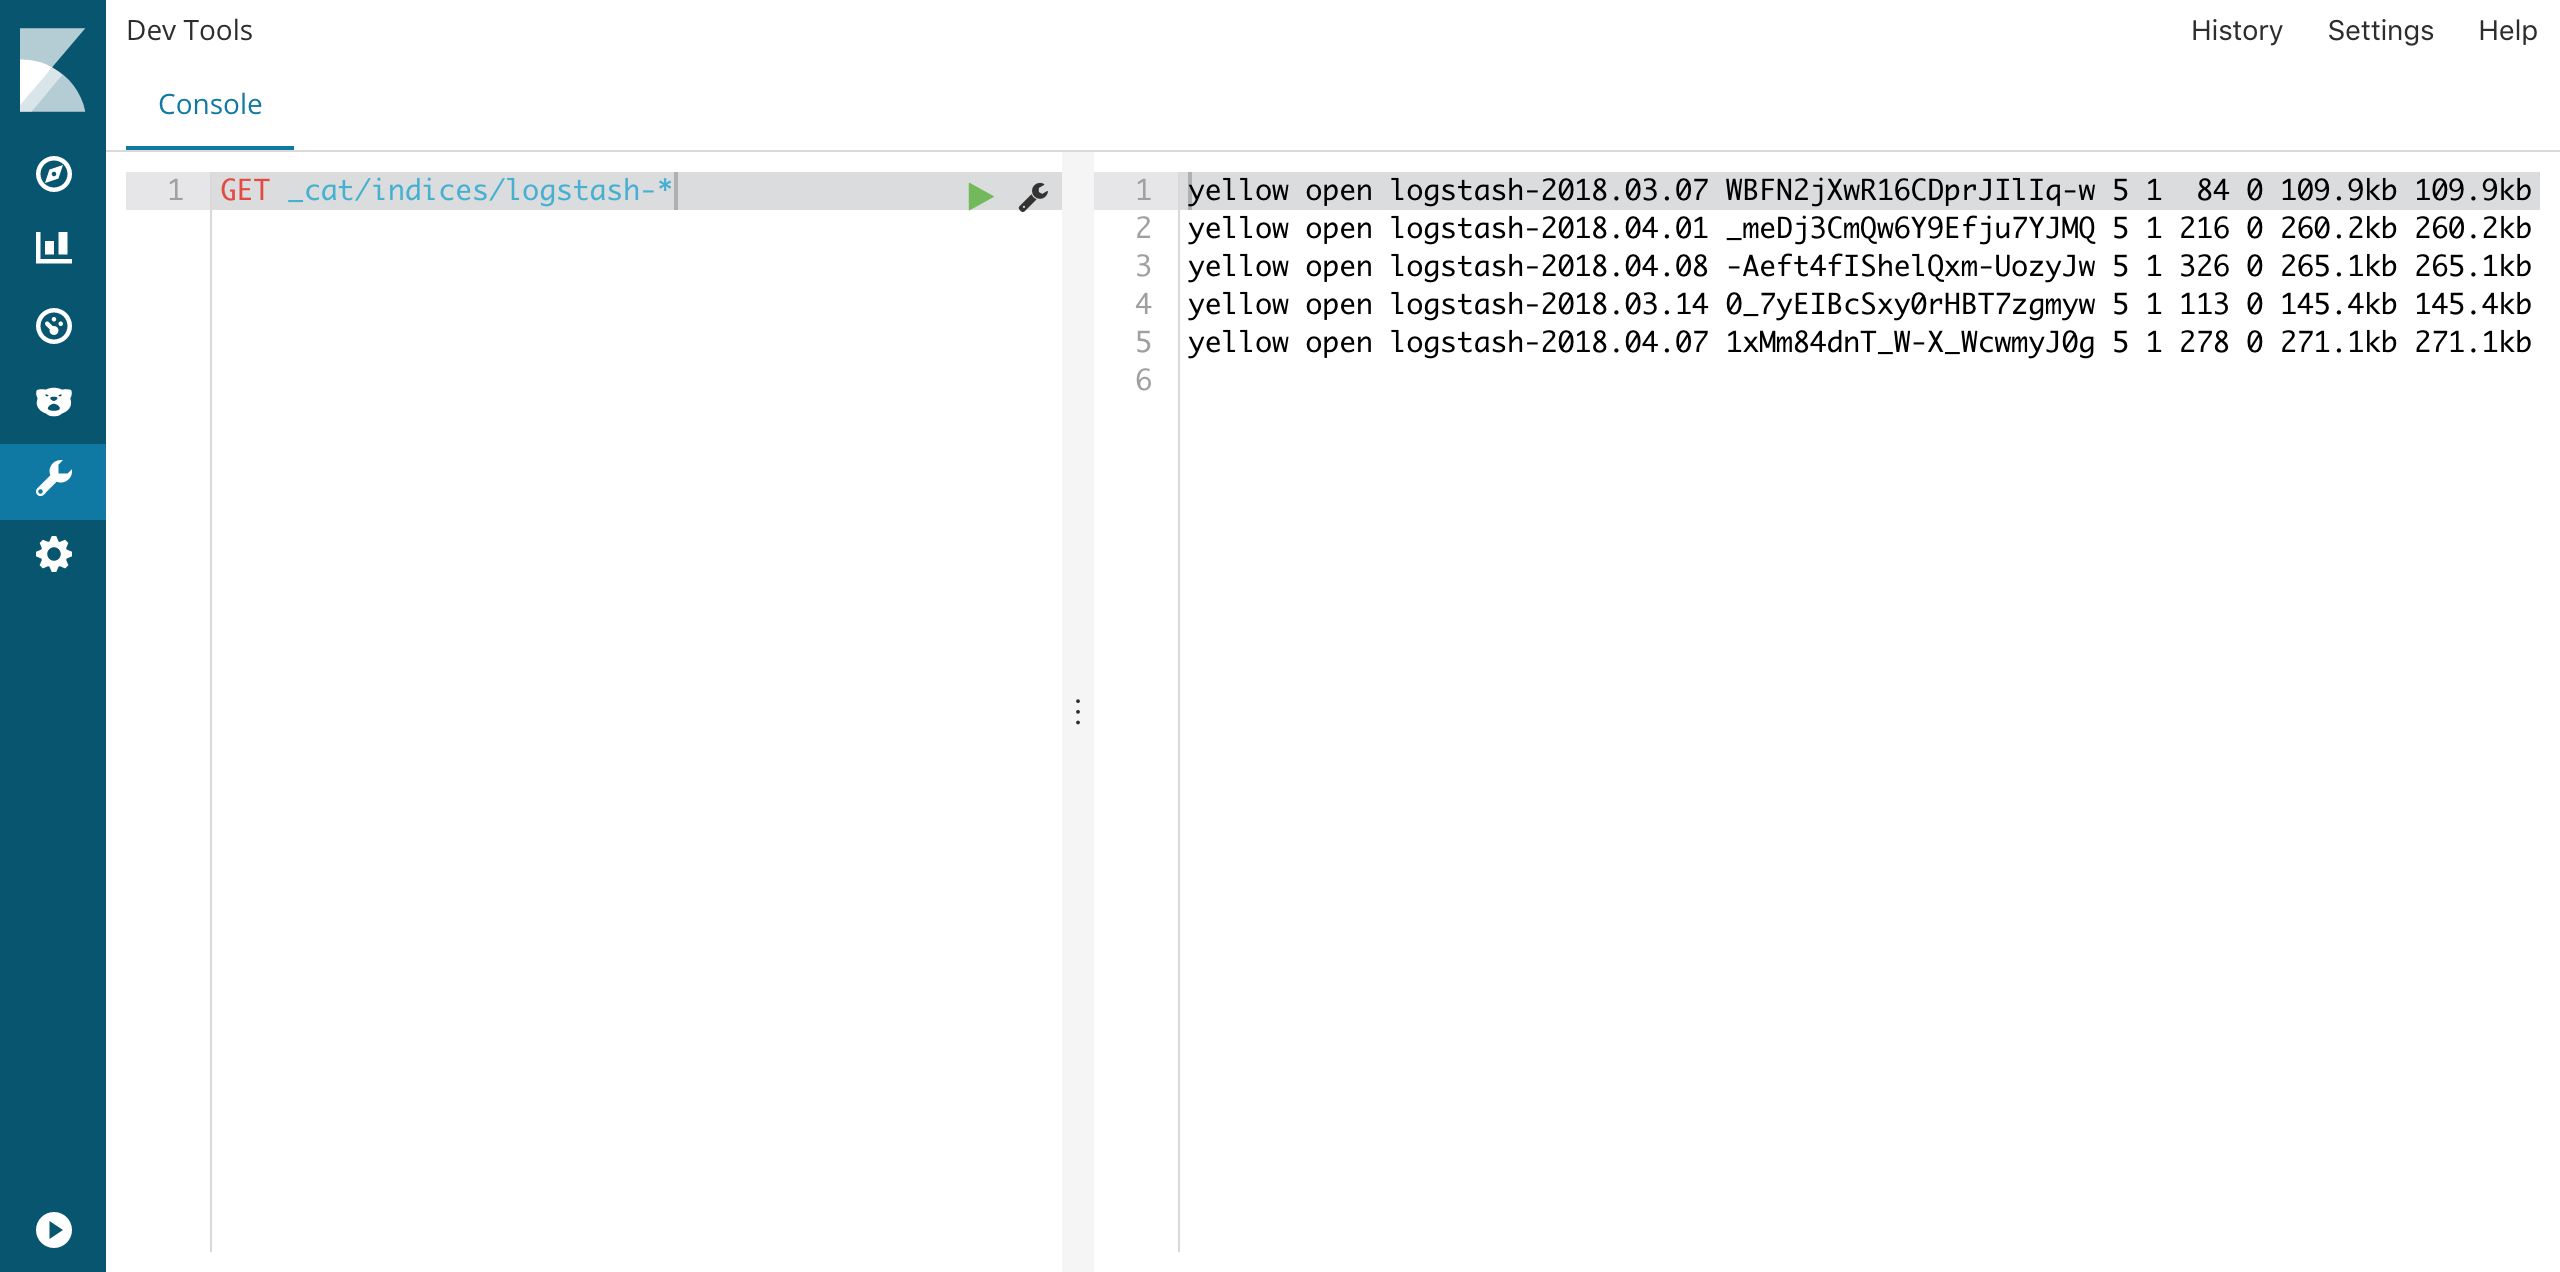 Dev Tools
History Settings Help
Console
1 GET _cat/indices/logstash-*
1 yellow open logstash-2018.03.07 WBFN2jXwR16CDprJIlIq-w 5 1  84 0 109.9kb 109.9kb
2 yellow open logstash-2018.04.01 _meDj3CmQw6Y9Efju7YJMQ 5 1 216 0 260.2kb 260.2kb
3 yellow open logstash-2018.04.08 -Aeft4fIShelQxm-UozyJw 5 1 326 0 265.1kb 265.1kb
4 yellow open logstash-2018.03.14 0_7yEIBcSxy0rHBT7zgmyw 5 1 113 0 145.4kb 145.4kb
5 yellow open logstash-2018.04.07 1xMm84dnT_W-X_WcwmyJ0g 5 1 278 0 271.1kb 271.1kb
6